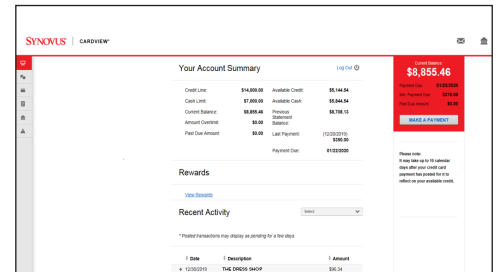 SYNOVUS® | CARDVIEW®
Your Account Summary
Log Out
Credit Line: $14,000.00 Available Credit: $5,144.54
Cash Limit: $7,000.00 Available Cash: $5,044.54
Current Balance: $8,855.46 Previous Statement Balance: $8,708.13
Amount Overlimit: $0.00
Past Due Amount: $0.00 Last Payment: (12/20/2019) $350.00
Payment Due: 01/22/2020
Rewards
View Rewards
Recent Activity
Select
* Posted transactions may display as pending for a few days.
Date Description Amount
12/30/2019 THE DRESS SHOP $96.34
Current Balance
$8,855.46
Payment Due: 01/22/2020
Min. Payment Due: $216.00
Past Due Amount: $0.00
MAKE A PAYMENT
Please note:
It may take up to 15 calendar
days after your credit card
payment has posted for it to
reflect on your available credit.